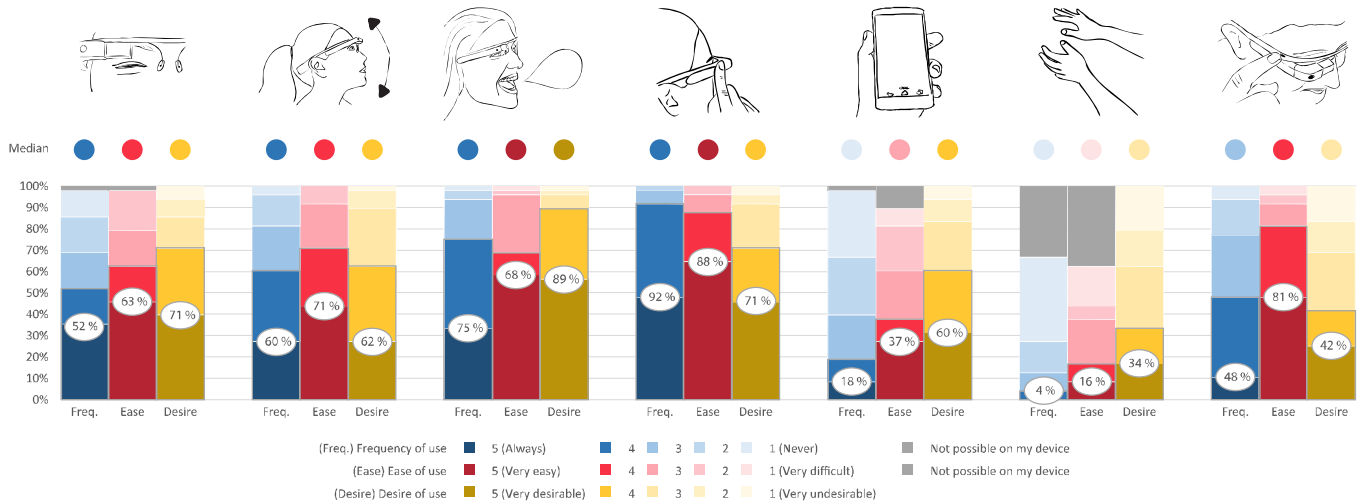 Median
100%
90%
80%
70%
60%
50%
40%
30%
20%
10%
0%
52 % 63 % 71 %
60 % 71 % 62 %
75 % 68 % 89 %
92 % 88 % 71 %
18 % 37 % 60 %
4 % 16 % 34 %
48 % 81 % 42 %
Freq. Ease Desire Freq. Ease Desire Freq. Ease Desire Freq. Ease Desire Freq. Ease Desire Freq. Ease Desire Freq. Ease Desire
(Freq.) Frequency of use 5 (Always) 4 3 2 1 (Never) Not possible on my device
(Ease) Ease of use 5 (Very easy) 4 3 2 1 (Very difficult) Not possible on my device
(Desire) Desire of use 5 (Very desirable) 4 3 2 1 (Very undesirable)